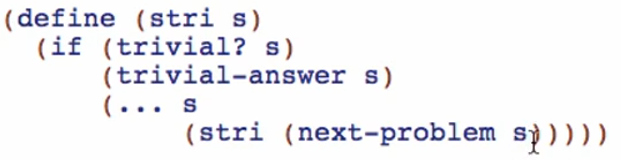 (define (stri s)
(if (trivial? s)
(trivial-answer s)
(... s
(stri (next-problem s)))))